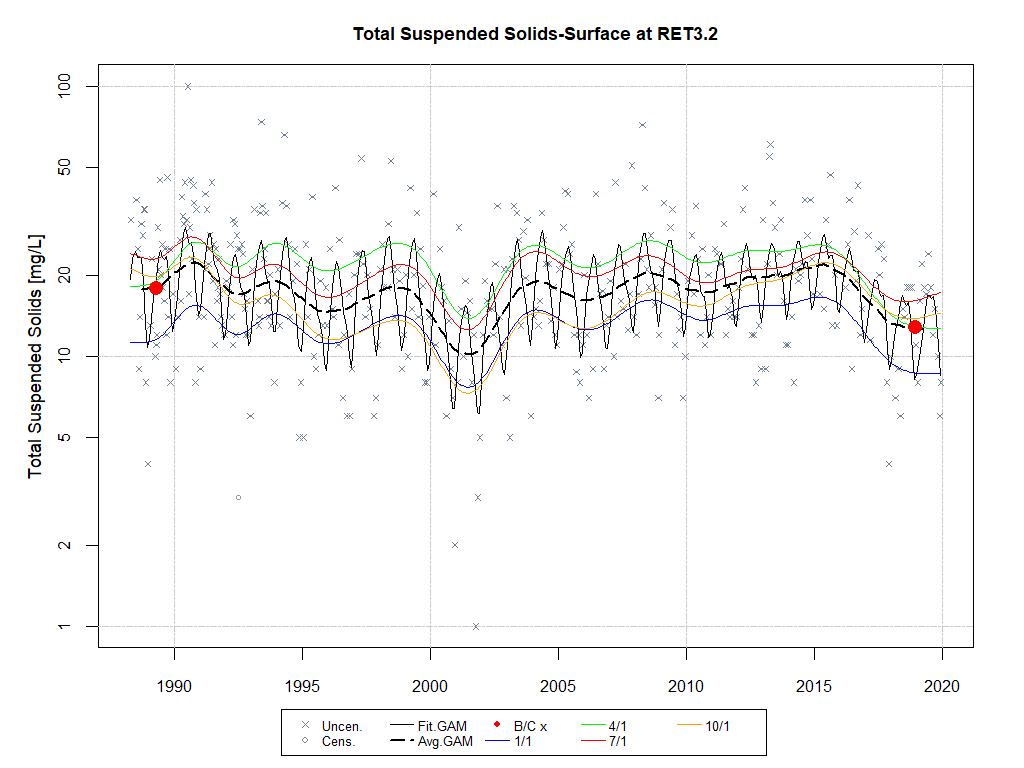 Total Suspended Solids-Surface at RET3.2
Total Suspended Solids [mg/L]
100
50
20
10
5
2
1
1990 1995 2000 2005 2010 2015 2020
Uncen. Fit.GAM B/C x 4/1 10/1
Cens. Avg.GAM 1/1 7/1